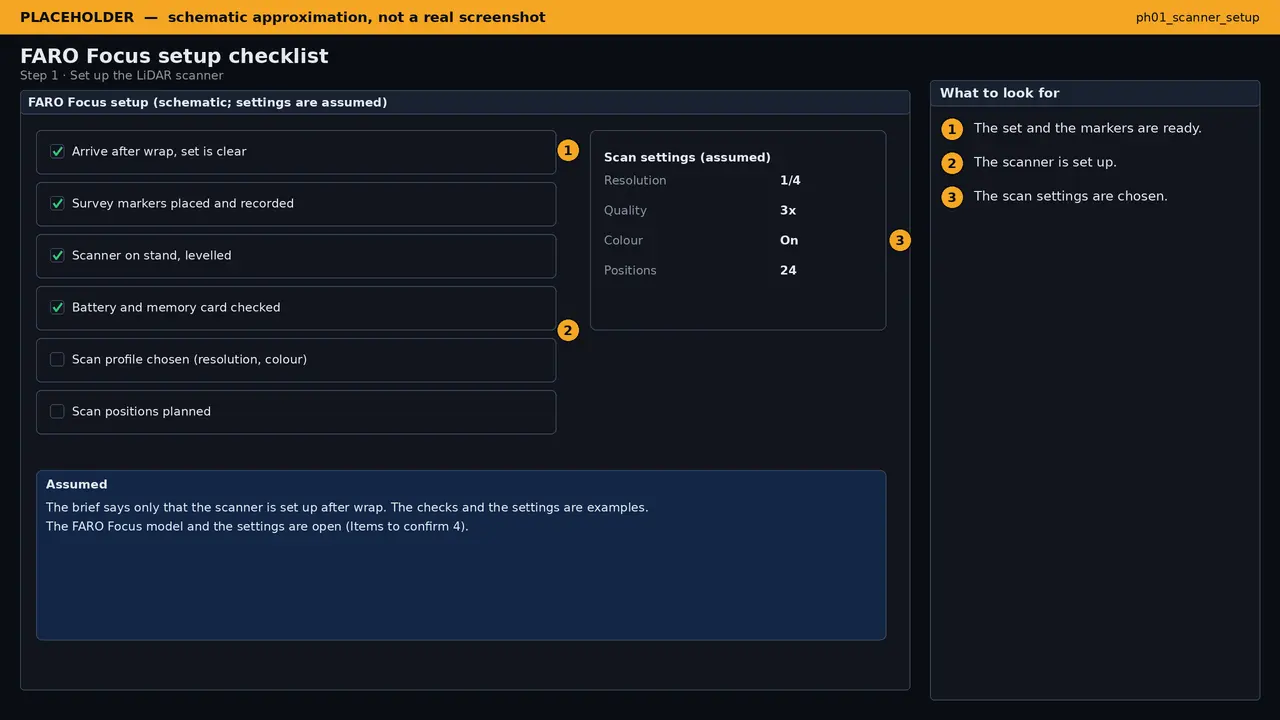 PLACEHOLDER — schematic approximation, not a real screenshot
ph01_scanner_setup
FARO Focus setup checklist
Step 1 · Set up the LiDAR scanner
FARO Focus setup (schematic; settings are assumed)
Arrive after wrap, set is clear
1
Survey markers placed and recorded
Scanner on stand, levelled
Battery and memory card checked
2
Scan profile chosen (resolution, colour)
Scan positions planned
Scan settings (assumed)
Resolution 1/4
Quality 3x
Colour On
3
Positions 24
Assumed
The brief says only that the scanner is set up after wrap. The checks and the settings are examples.
The FARO Focus model and the settings are open (Items to confirm 4).
What to look for
1 The set and the markers are ready.
2 The scanner is set up.
3 The scan settings are chosen.